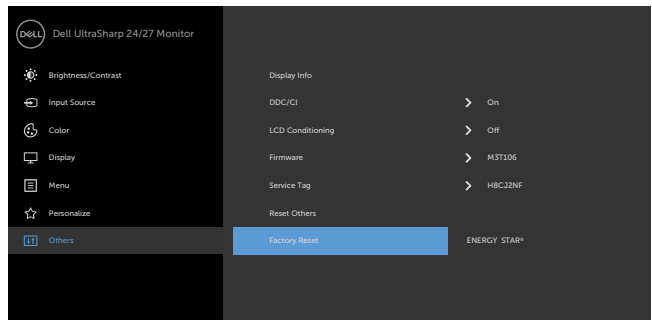 DELL Dell UltraSharp 24/27 Monitor
Brightness/Contrast Display Info
Input Source DDC/CI On
Color LCD Conditioning Off
Display Firmware M3T106
Menu Service Tag H8CJ2NF
Personalize Reset Others
Others Factory Reset ENERGY STAR®